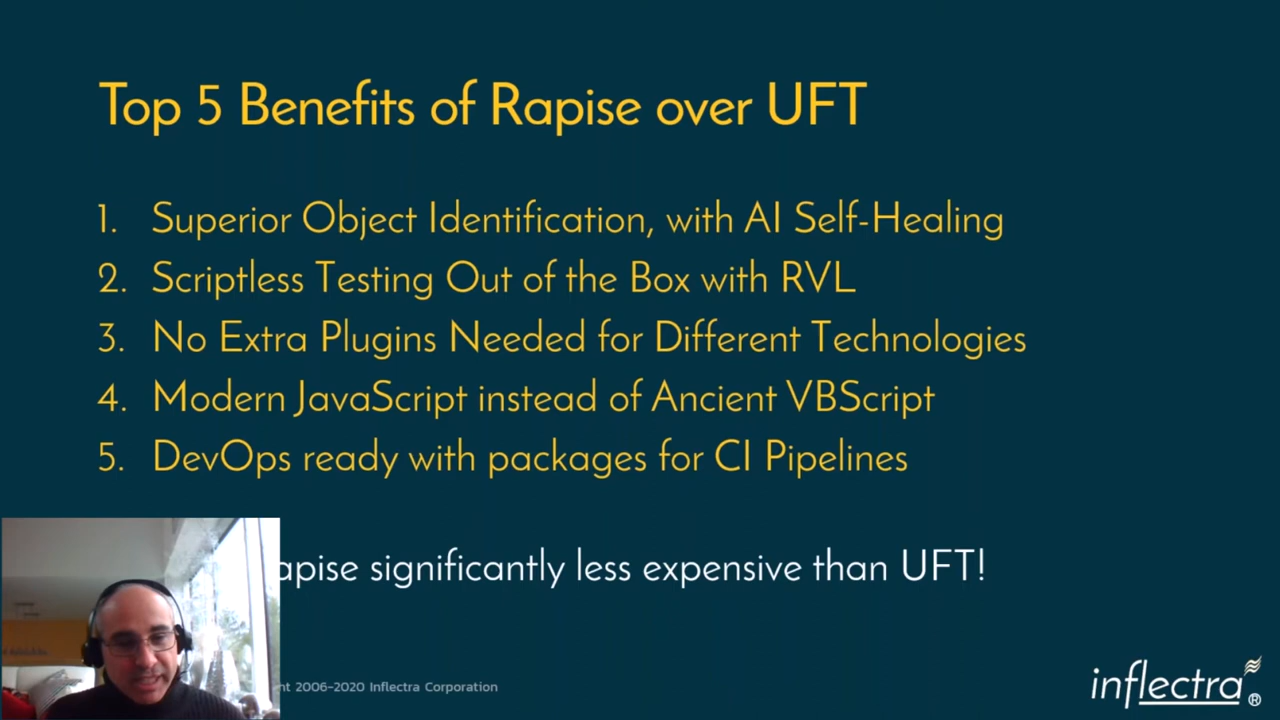 Top 5 Benefits of Rapise over UFT
1. Superior Object Identification, with AI Self-Healing
2. Scriptless Testing Out of the Box with RVL
3. No Extra Plugins Needed for Different Technologies
4. Modern JavaScript instead of Ancient VBScript
5. DevOps ready with packages for CI Pipelines
apise significantly less expensive than UFT!
nt 2006-2020 Inflectra Corporation
inflectra®